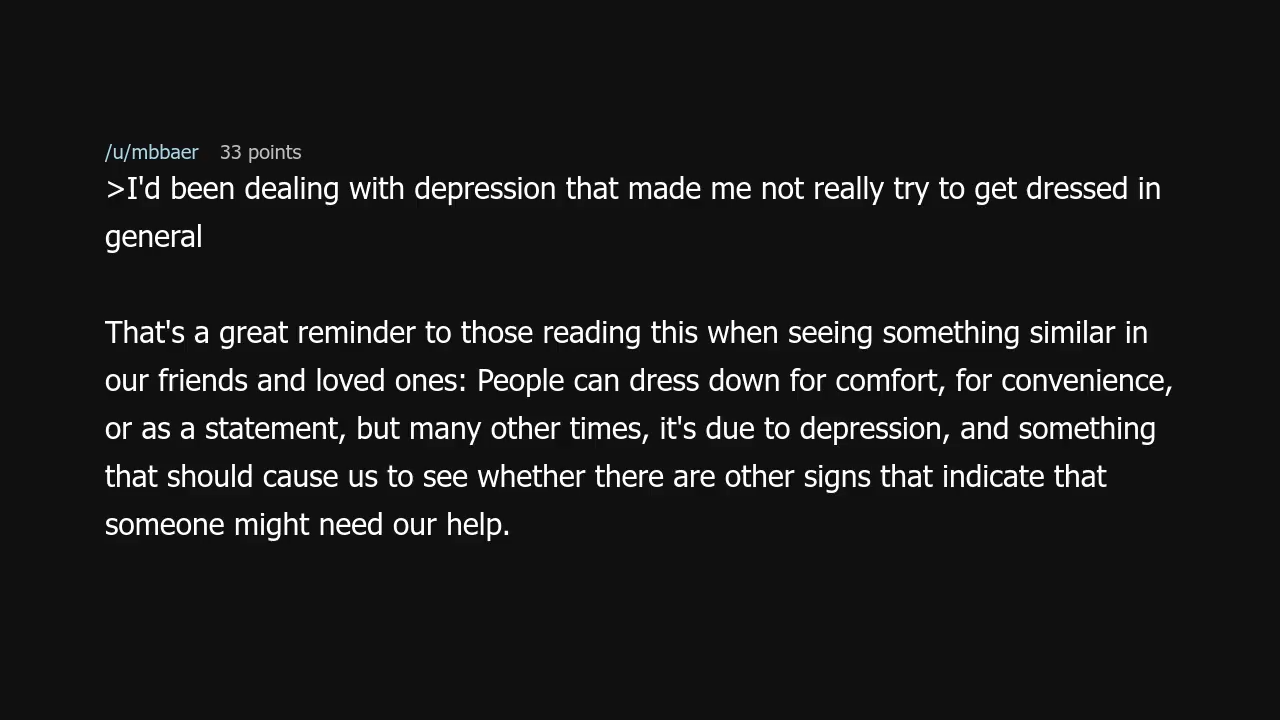 /u/mbbaer 33 points
>I'd been dealing with depression that made me not really try to get dressed in
general
That's a great reminder to those reading this when seeing something similar in
our friends and loved ones: People can dress down for comfort, for convenience,
or as a statement, but many other times, it's due to depression, and something
that should cause us to see whether there are other signs that indicate that
someone might need our help.